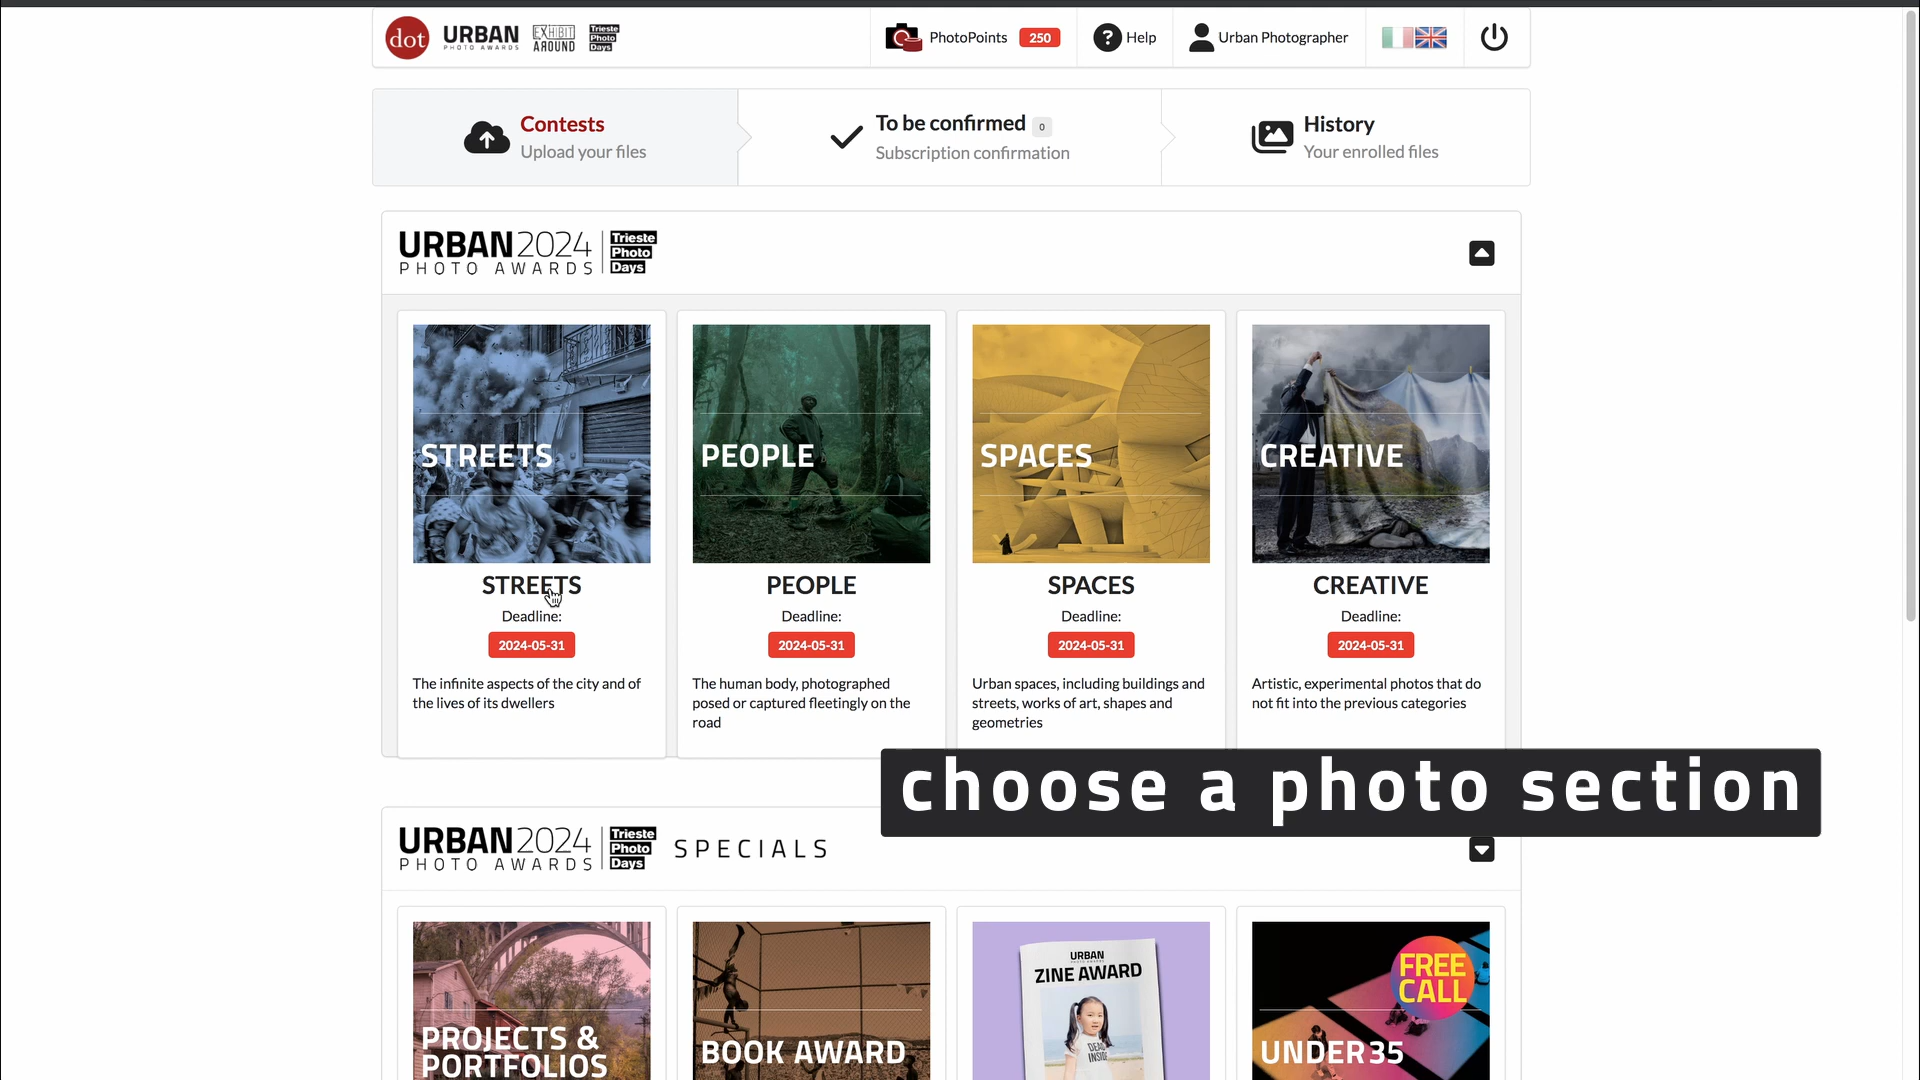 dot
URBAN
PHOTO AWARDS
EXHIBIT
AROUND
Trieste
Photo
Days
PhotoPoints 250
Help
Urban Photographer
Contests
Upload your files
To be confirmed 0
Subscription confirmation
History
Your enrolled files
URBAN2024
PHOTO AWARDS
Trieste
Photo
Days
STREETS
PEOPLE
SPACES
CREATIVE
STREETS
PEOPLE
SPACES
CREATIVE
Deadline:
Deadline:
Deadline:
Deadline:
2024-05-31
2024-05-31
2024-05-31
2024-05-31
The infinite aspects of the city and of
the lives of its dwellers
The human body, photographed
posed or captured fleetingly on the
road
Urban spaces, including buildings and
streets, works of art, shapes and
geometries
Artistic, experimental photos that do
not fit into the previous categories
choose a photo section
URBAN2024
PHOTO AWARDS
Trieste
Photo
Days
SPECIALS
PROJECTS &
PORTFOLIOS
BOOK AWARD
URBAN
PHOTO AWARDS
ZINE AWARD
DEAD
INSIDE
FREE
CALL
UNDER35